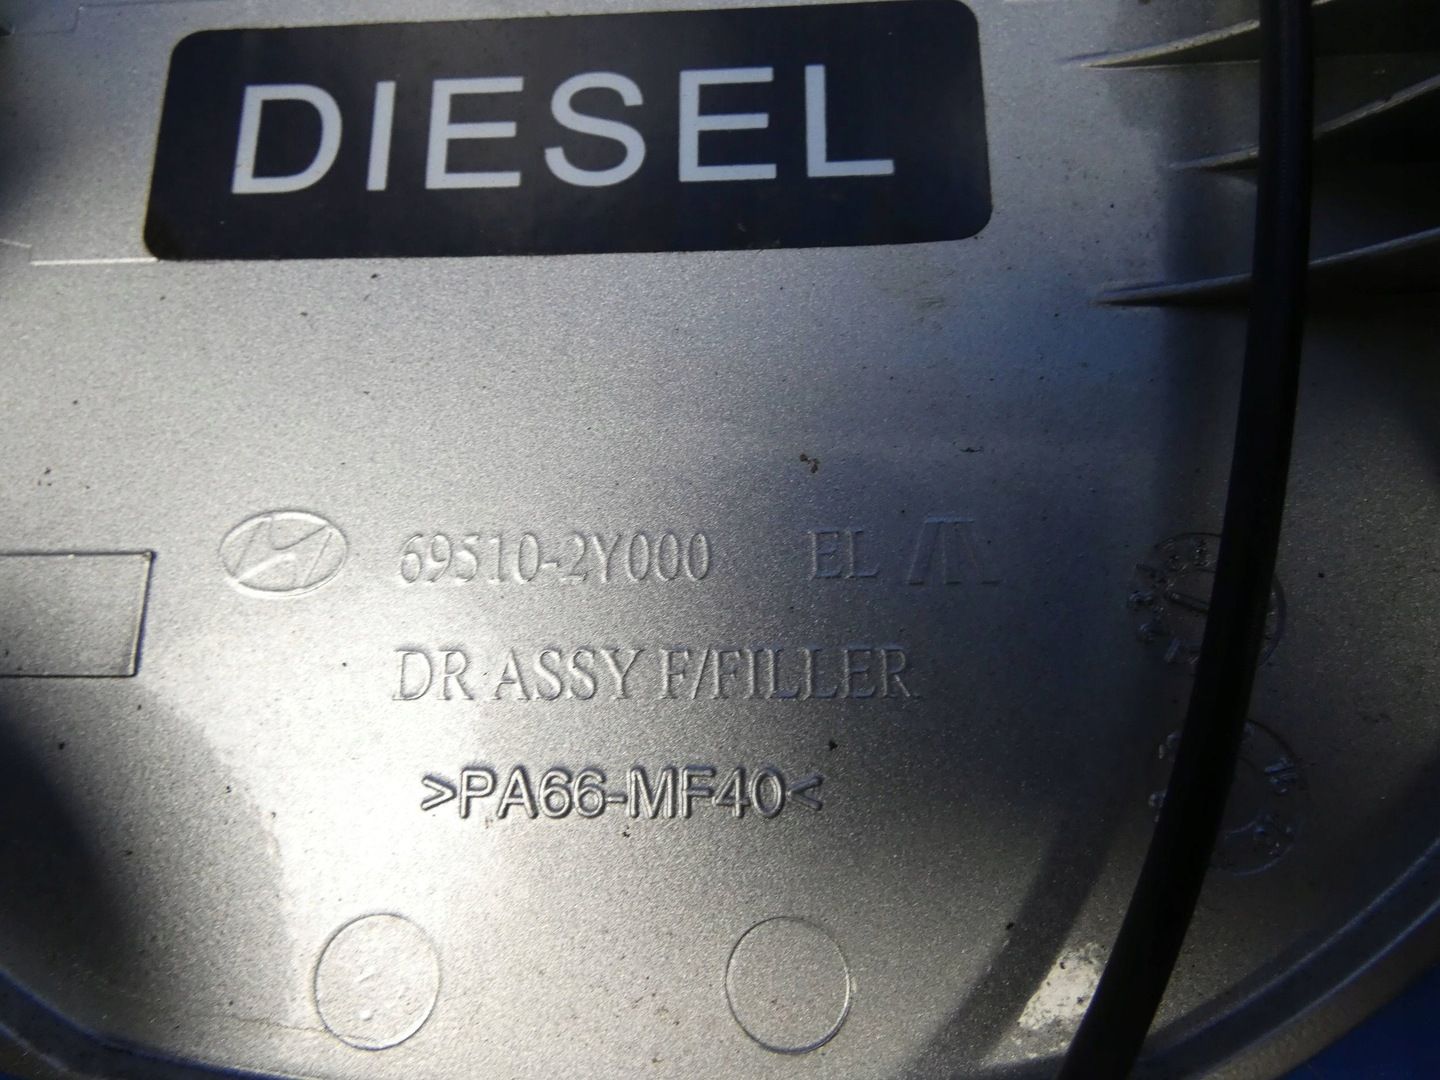 DIESEL
69510-2Y000 EL
DR ASSY F/FILLER
>PA66-MF40<